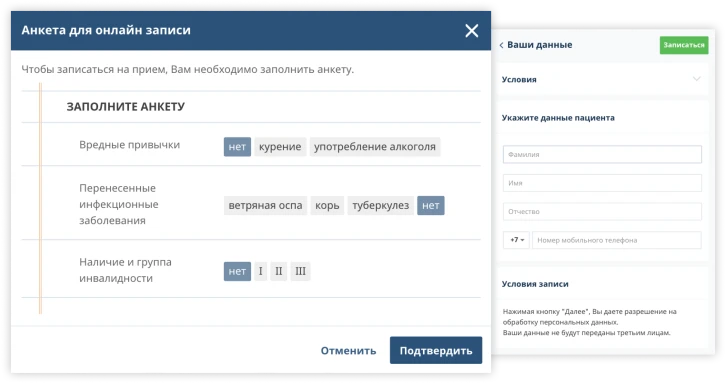 Анкета для онлайн записи
Чтобы записаться на прием, Вам необходимо заполнить анкету.
ЗАПОЛНИТЕ АНКЕТУ
Вредные привычки
нет курение употребление алкоголя
Перенесенные
инфекционные
заболевания
ветряная оспа корь туберкулез нет
Наличие и группа
инвалидности
нет I II III
Отменить Подтвердить
Ваши данные Записаться
Условия
Укажите данные пациента
Фамилия
Имя
Отчество
+7 Номер мобильного телефона
Условия записи
Нажимая кнопку "Далее", Вы даете разрешение на
обработку персональных данных.
Ваши данные не будут переданы третьим лицам.